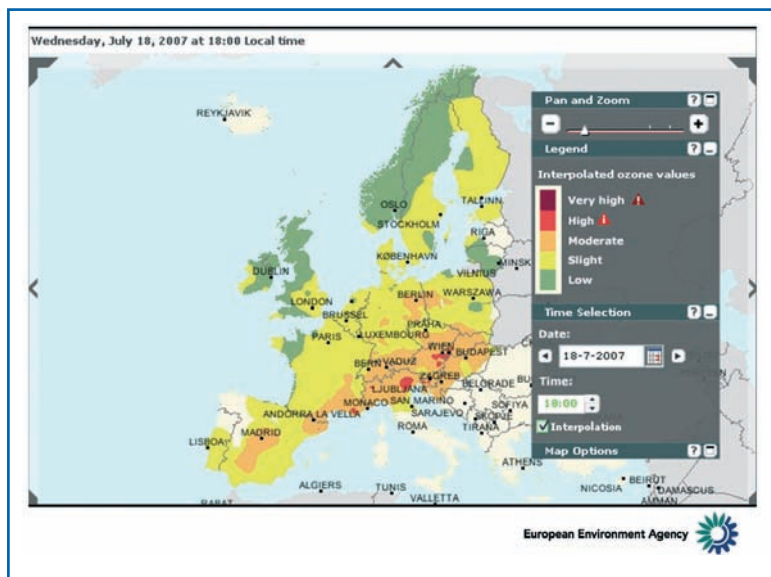 Wednesday, July 18, 2007 at 18:00 Local time
REYKJAVIK
OSLO
STOCKHOLM
TALLINN
RIGA
DUBLIN
KØBENHAVN
VILNIUS
MINSK
LONDON
BERLIN
WARSZAWA
BRUSSEL
PRAHA
PARIS
LUXEMBOURG
WIEN
BERN
VADUZ
BUDAPEST
LJUBLJANA
ZAGREB
MONACO
SAN MARINO
BELGRADE
ANDORRA LA VELLA
SARAJEVO
SOFIYA
SKOPJE
MADRID
ROMA
TIRANA
LISBOA
ATHENS
ALGIERS
TUNIS
VALLETTA
RABAT
NICOSIA
BEIRUT
DAMASCUS
AMMAN
Pan and Zoom
Legend
Interpolated ozone values
Very high
High
Moderate
Slight
Low
Time Selection
Date:
18-7-2007
Time:
18:00
Interpolation
Map Options
European Environment Agency